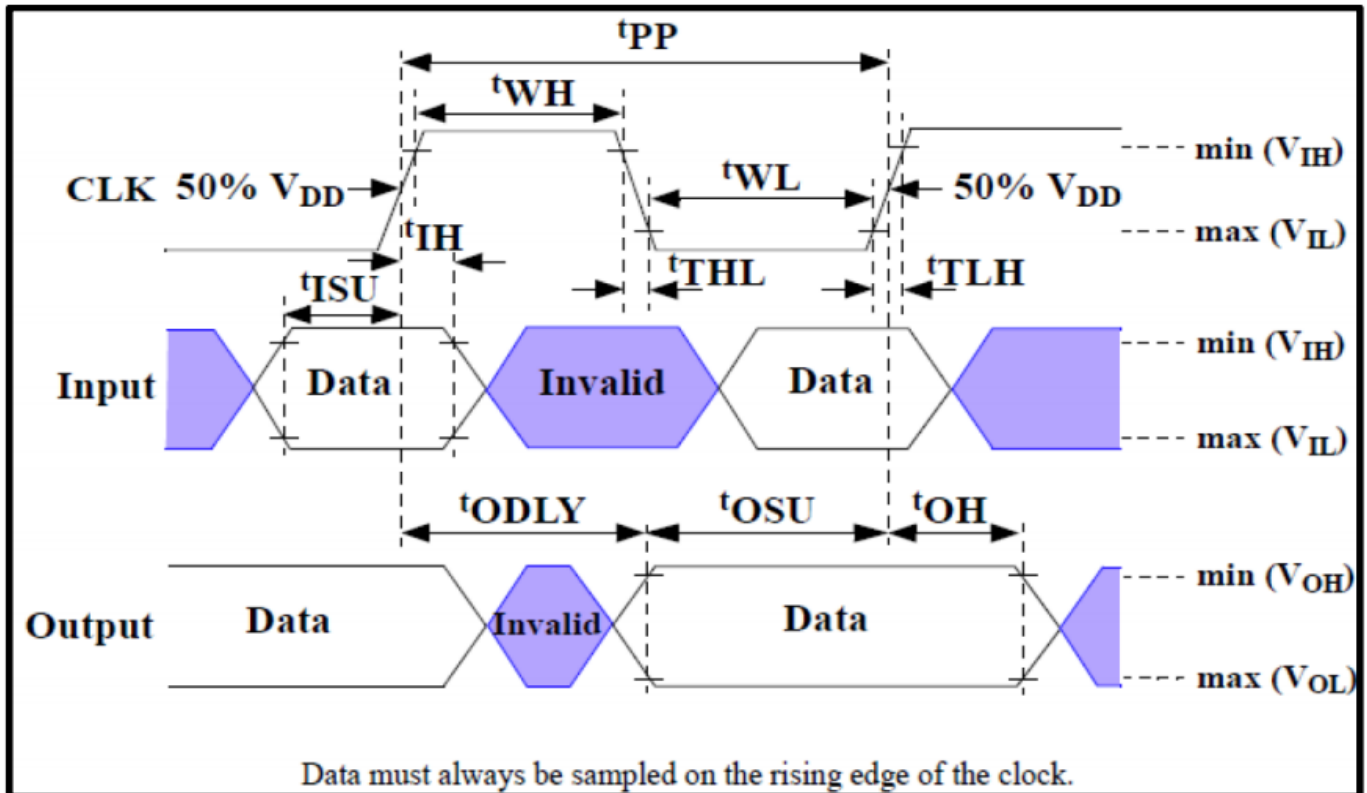 tPP
tWH
min (VIH)
CLK 50% VDD
tWL
50% VDD
tIH
max (VIL)
tISU
tTHL
tTLH
min (VIH)
Input
Data
Invalid
Data
max (VIL)
tODLY
tOSU
tOH
min (VOH)
Output
Data
Invalid
Data
max (VOL)
Data must always be sampled on the rising edge of the clock.